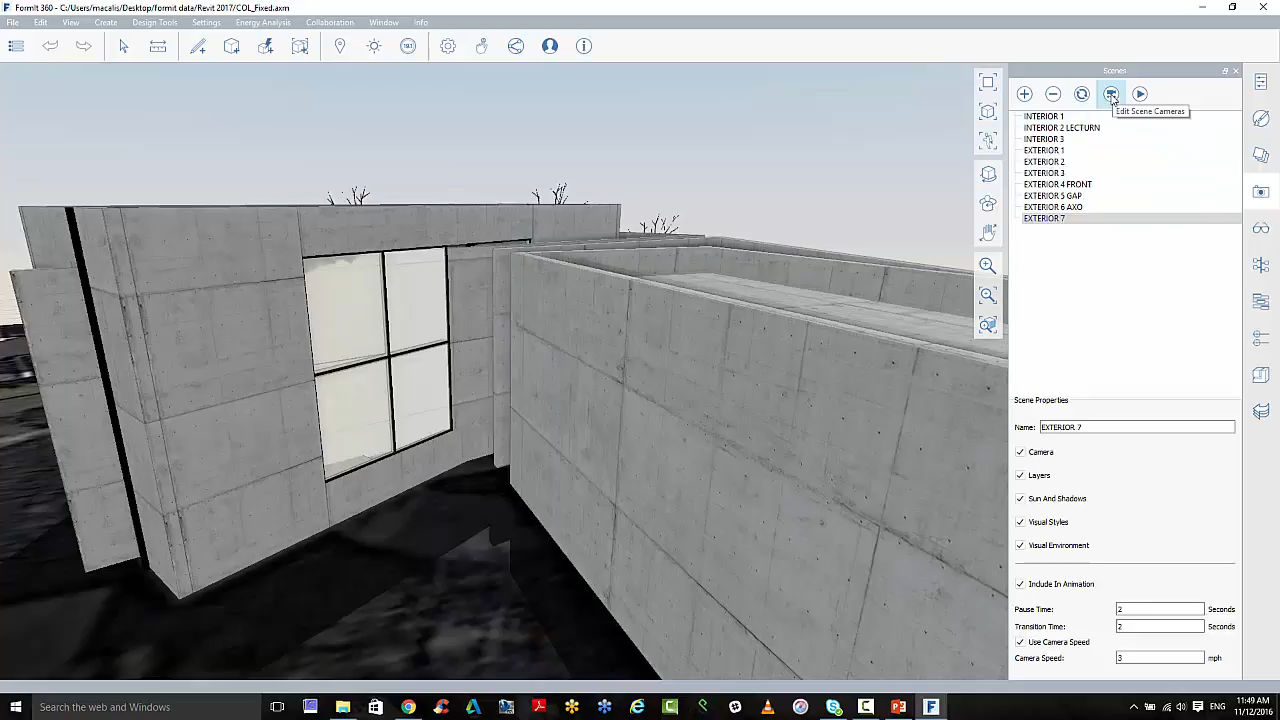 FormIt 360 - C:/Users/macalis/Desktop/formit data/Revit 2017/COL_Fixed.axm
File Edit View Create Design Tools Settings Energy Analysis Collaboration Window Info
Scenes
Edit Scene Cameras
INTERIOR 1
INTERIOR 2 LECTURN
INTERIOR 3
EXTERIOR 1
EXTERIOR 2
EXTERIOR 3
EXTERIOR 4 FRONT
EXTERIOR 5 GAP
EXTERIOR 6 AXO
EXTERIOR 7
Scene Properties
Name: EXTERIOR 7
Camera
Layers
Sun And Shadows
Visual Styles
Visual Environment
Include In Animation
Pause Time: 2 Seconds
Transition Time: 2 Seconds
Use Camera Speed
Camera Speed: 3 mph
Search the web and Windows
ENG
11:49 AM
11/12/2016